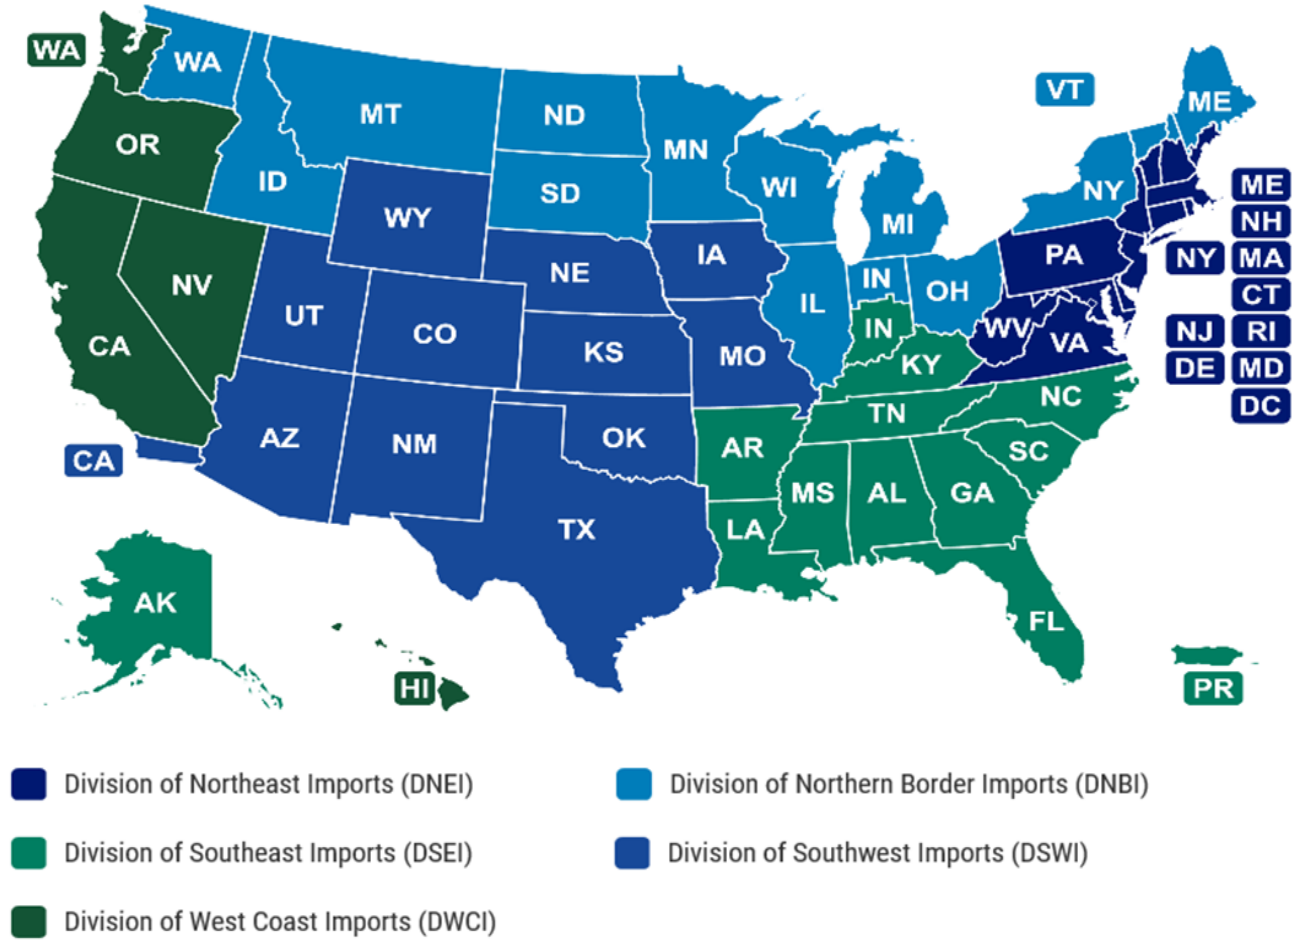 WA
WA
MT
ND
MN
VT
ME
OR
ID
SD
WI
MI
NY
ME
WY
NH
NV
NE
IA
PA
NY
MA
UT
CO
IL
IN
OH
CT
CA
KS
MO
IN
WV
VA
NJ
RI
KY
DE
MD
NC
DC
CA
AZ
NM
OK
AR
TN
SC
MS
AL
GA
TX
LA
AK
FL
HI
PR
Division of Northeast Imports (DNEI)
Division of Northern Border Imports (DNBI)
Division of Southeast Imports (DSEI)
Division of Southwest Imports (DSWI)
Division of West Coast Imports (DWCI)